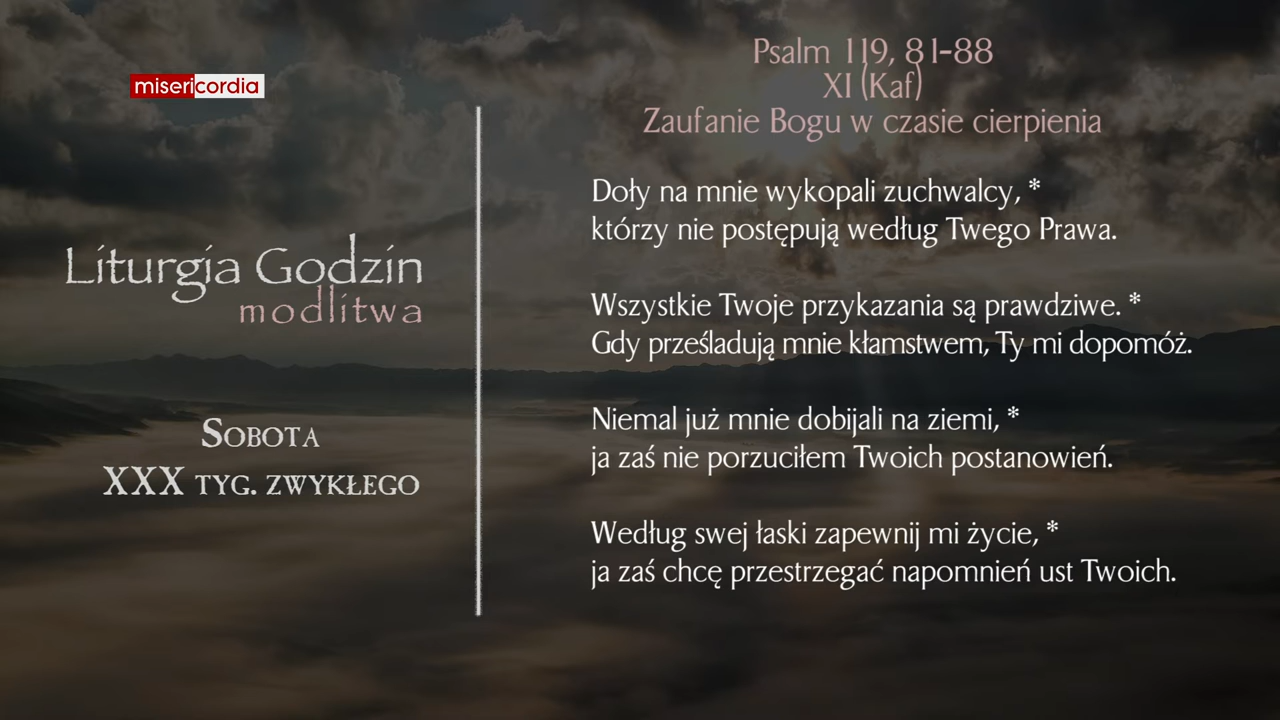 misericordia
Liturgia Godzin
modlitwa
Sobota
XXX tyg. zwykłego
Psalm 119, 81-88
XI (Kaf)
Zaufanie Bogu w czasie cierpienia
Doły na mnie wykopali zuchwalcy, *
którzy nie postępują według Twego Prawa.
Wszystkie Twoje przykazania są prawdziwe. *
Gdy prześladują mnie kłamstwem, Ty mi dopomóż.
Niemal już mnie dobijali na ziemi, *
ja zaś nie porzuciłem Twoich postanowień.
Według swej łaski zapewnij mi życie, *
ja zaś chcę przestrzegać napomnień ust Twoich.